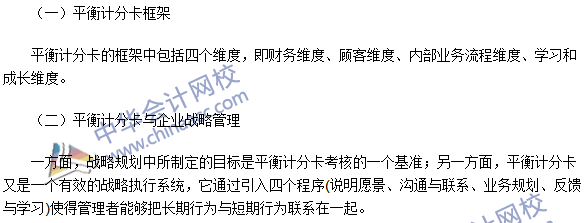 （一）平衡计分卡框架
平衡计分卡的框架中包括四个维度，即财务维度、顾客维度、内部业务流程维度、学习和
成长维度。
（二）平衡计分卡与企业战略管理
一方面，战略规划中所制定的目标是平衡计分卡考核的一个基准；另一方面，平衡计分卡
又是一个有效的战略执行系统，它通过引入四个程序(说明愿景、沟通与联系、业务规划、反馈
与学习)使得管理者能够把长期行为与短期行为联系在一起。
中华会计网校